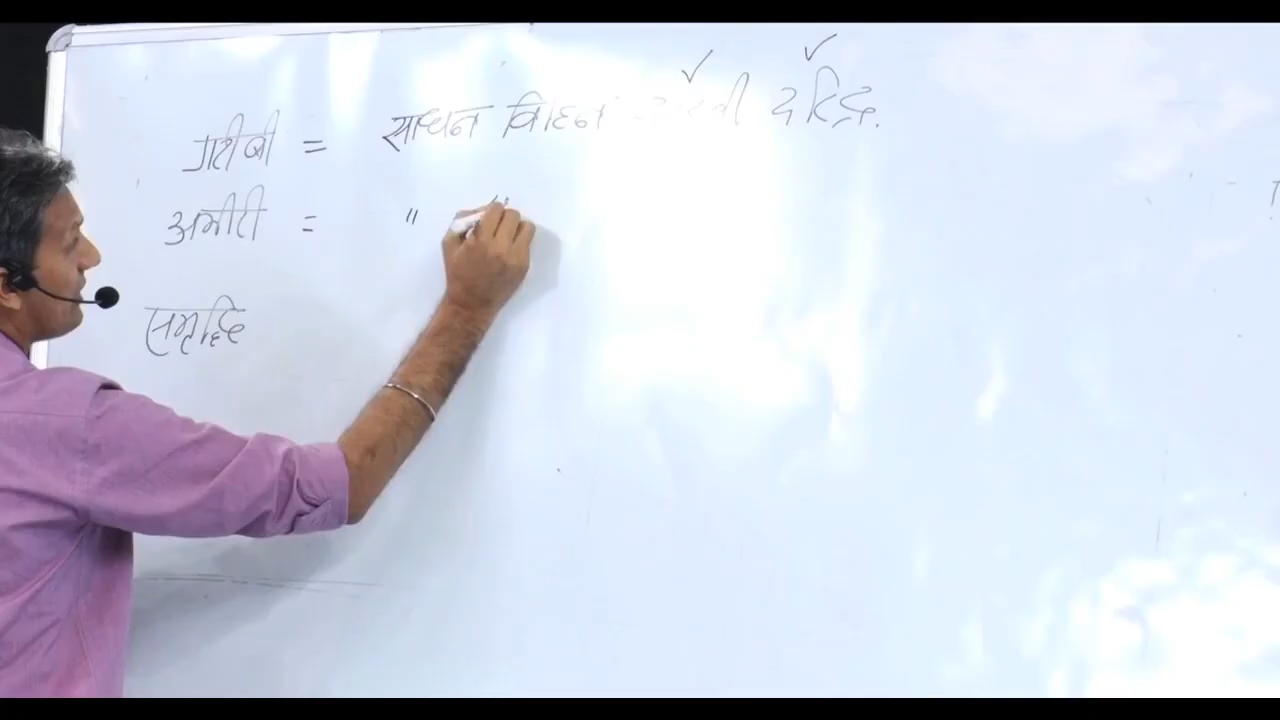 गरीबी = साधन विहिन दरिद्र.
अमीरी = "
समृद्धि